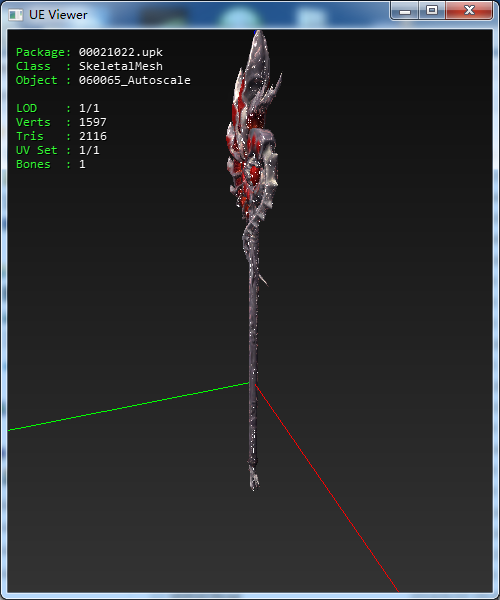 UE Viewer
Package: 00021022.upk
Class : SkeletalMesh
Object : 060065_Autoscale
LOD : 1/1
Verts : 1597
Tris : 2116
UV Set : 1/1
Bones : 1